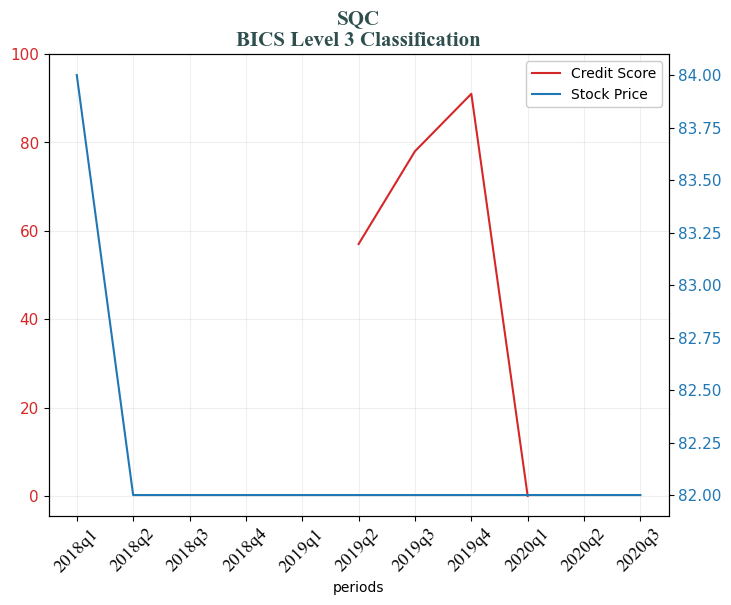 SQC
BICS Level 3 Classification
Credit Score
Stock Price
100
80
60
40
20
0
84.00
83.75
83.50
83.25
83.00
82.75
82.50
82.25
82.00
2018q1
2018q2
2018q3
2018q4
2019q1
2019q2
2019q3
2019q4
2020q1
2020q2
2020q3
periods